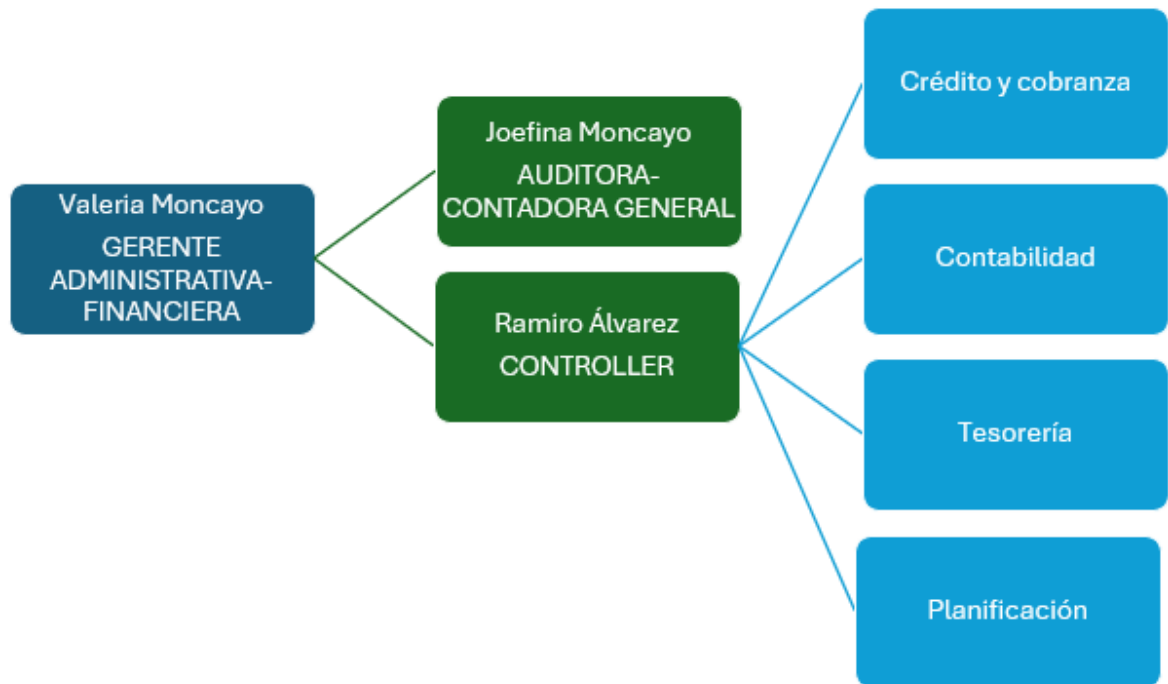 Valeria Moncayo
GERENTE
ADMINISTRATIVA-
FINANCIERA
Joefina Moncayo
AUDITORA-
CONTADORA GENERAL
Ramiro Álvarez
CONTROLLER
Crédito y cobranza
Contabilidad
Tesorería
Planificación